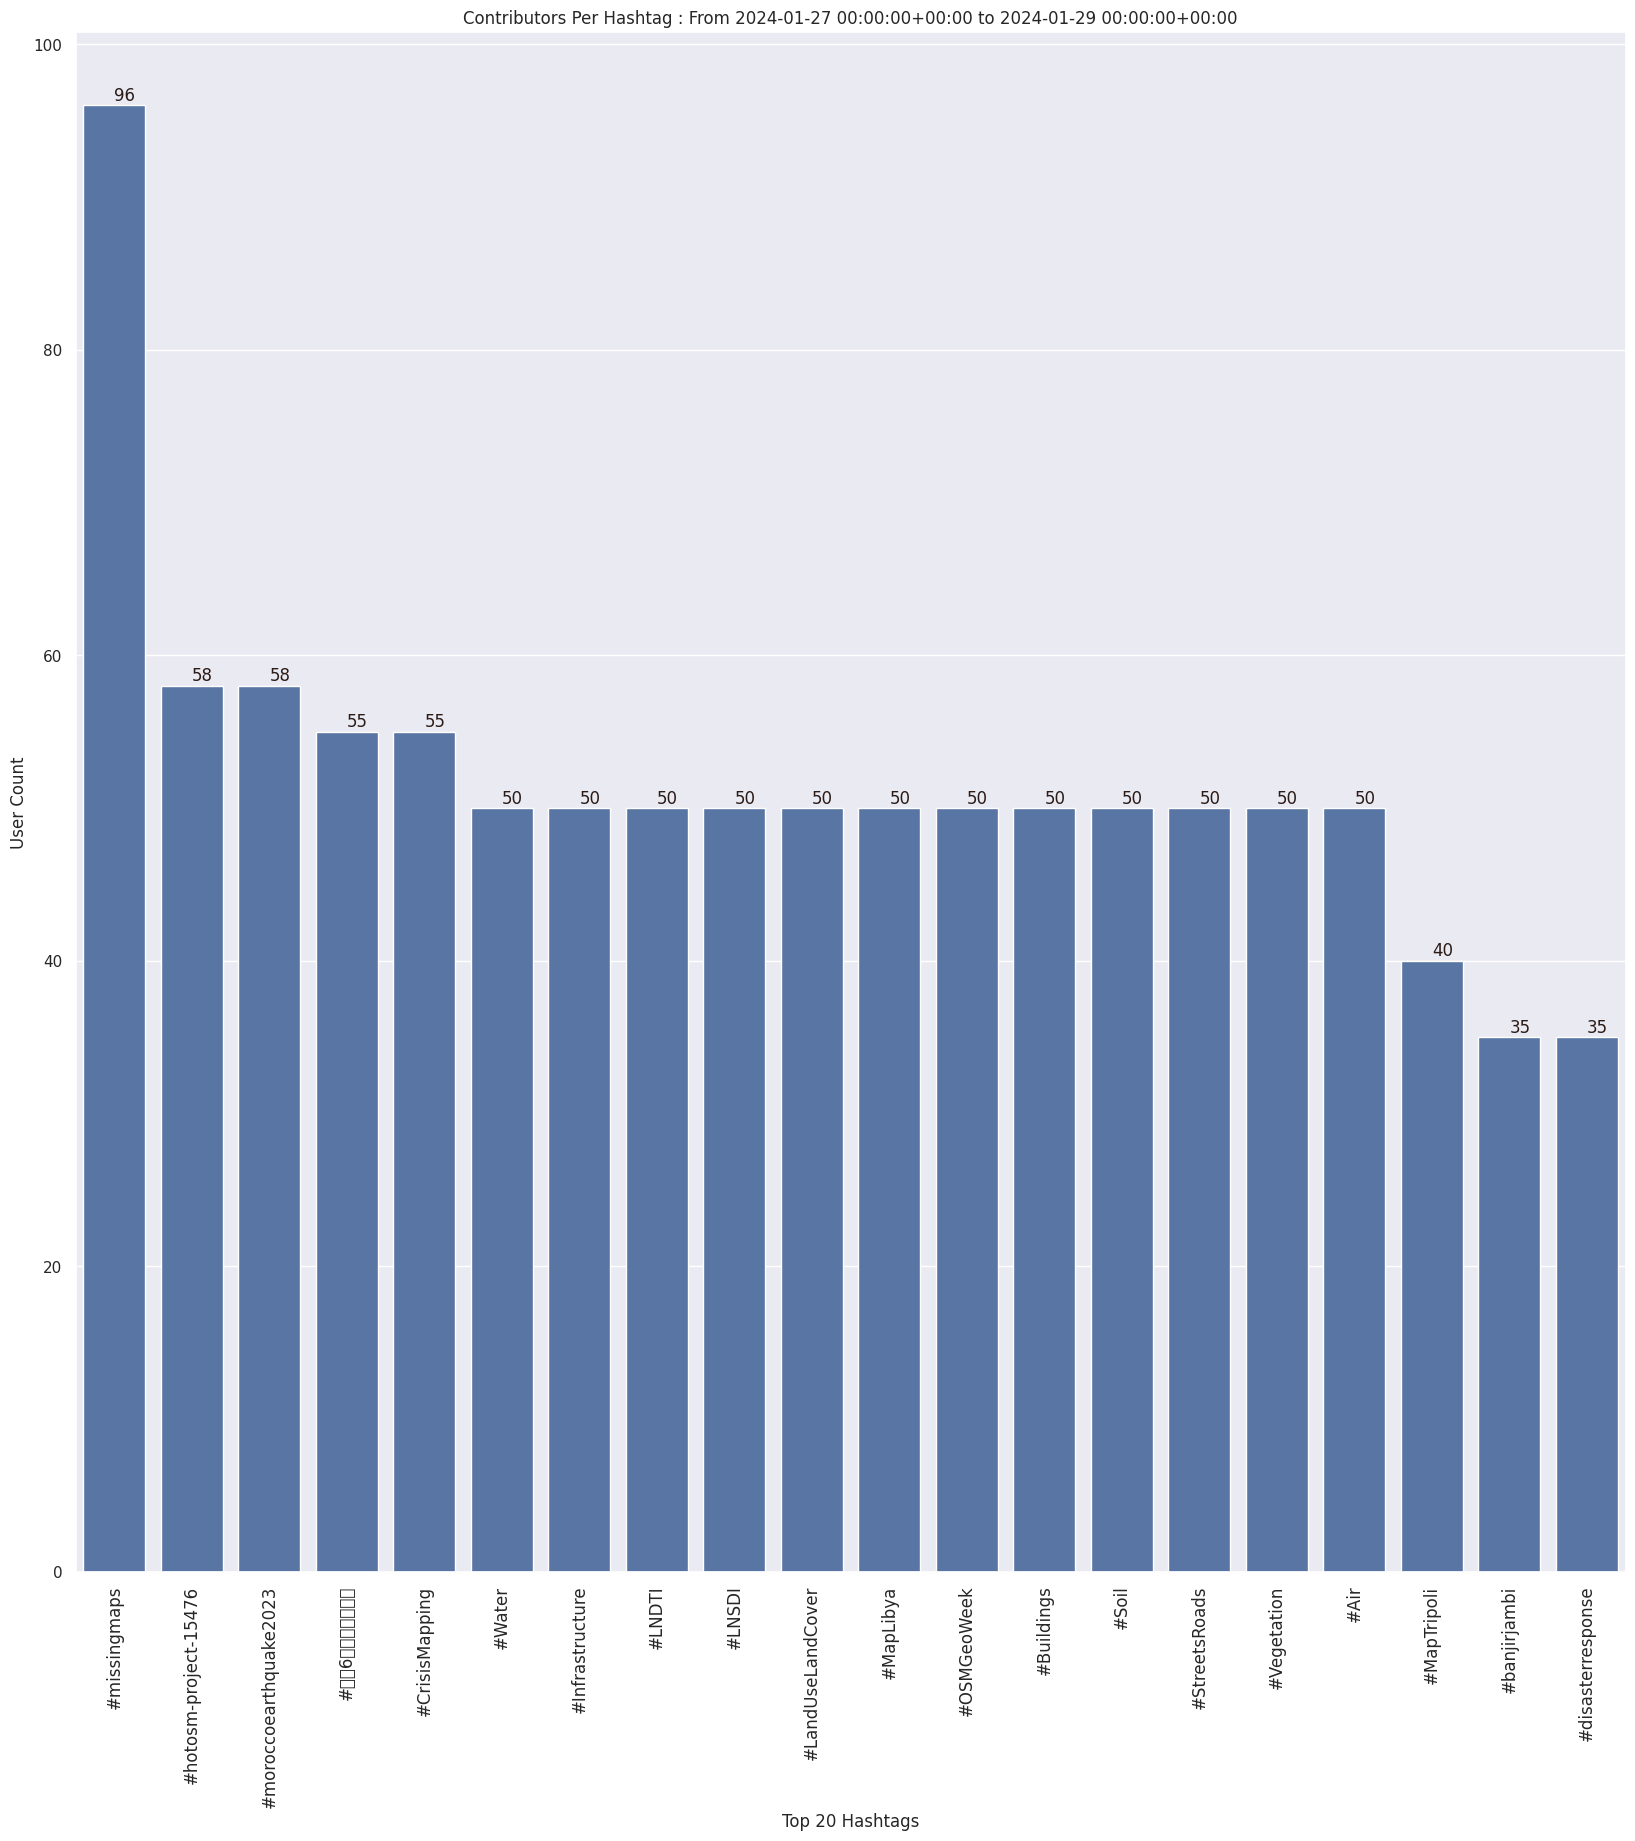 Contributors Per Hashtag : From 2024-01-27 00:00:00+00:00 to 2024-01-29 00:00:00+00:00
100
80
60
40
20
0
User Count
96
58
58
55
55
50
50
50
50
50
50
50
50
50
50
50
50
40
35
35
#missingmaps
#hotosm-project-15476
#moroccoearthquake2023
#CrisisMapping
#Water
#Infrastructure
#LNDTI
#LNSDI
#LandUseLandCover
#MapLibya
#OSMGeoWeek
#Buildings
#Soil
#StreetsRoads
#Vegetation
#Air
#MapTripoli
#banjirjambi
#disasterresponse
Top 20 Hashtags